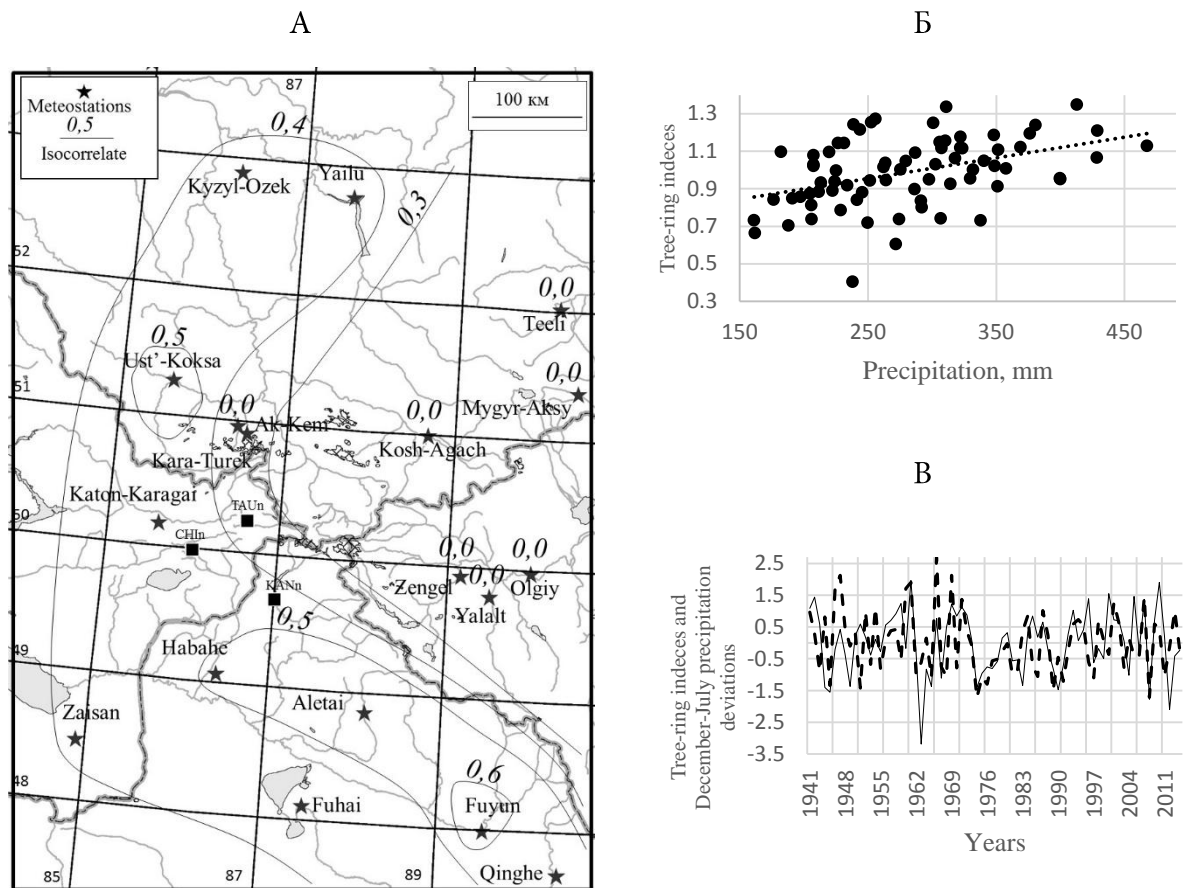 А
Б
Meteostations
0,5
Isocorrelate
87
100 км
0,4
Kyzyl-Ozek
Yailu
0,3
52
0,0
Teeli
0,5
Ust'-Koksa
51
0,0
0,0
0,0
Mygyr-Aksy
Ak-Kem
Kosh-Agach
Kara-Turek
Katon-Karagai
50
TAUn
CHIn
0,0
0,0
Zengel
0,0
Olgiy
Yalalt
KANn
0,5
Habahe
49
Aletai
Zaisan
48
0,6
Fuhai
Fuyun
Qinghe
85
87
89
Tree-ring indeces
1.3
1.1
0.9
0.7
0.5
0.3
150
250
350
450
Precipitation, mm
В
Tree-ring indeces and
December-July precipitation
deviations
2.5
1.5
0.5
-0.5
-1.5
-2.5
-3.5
1941
1948
1955
1962
1969
1976
1983
1990
1997
2004
2011
Years